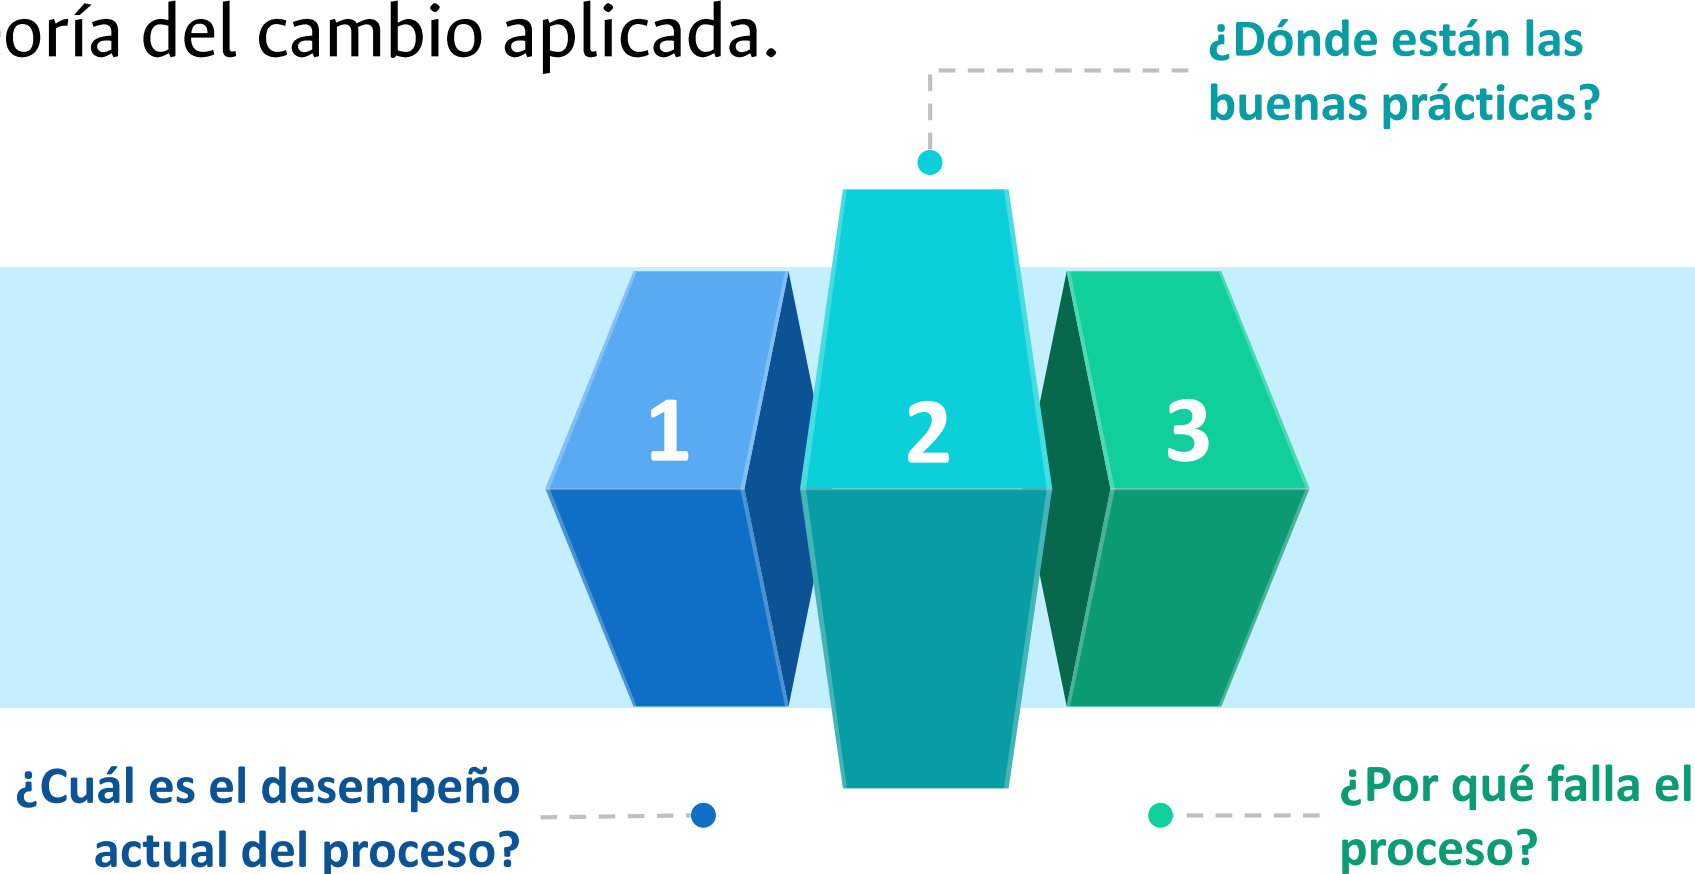 oría del cambio aplicada.
¿Dónde están las
buenas prácticas?
1
2
3
¿Cuál es el desempeño
actual del proceso?
¿Por qué falla el
proceso?